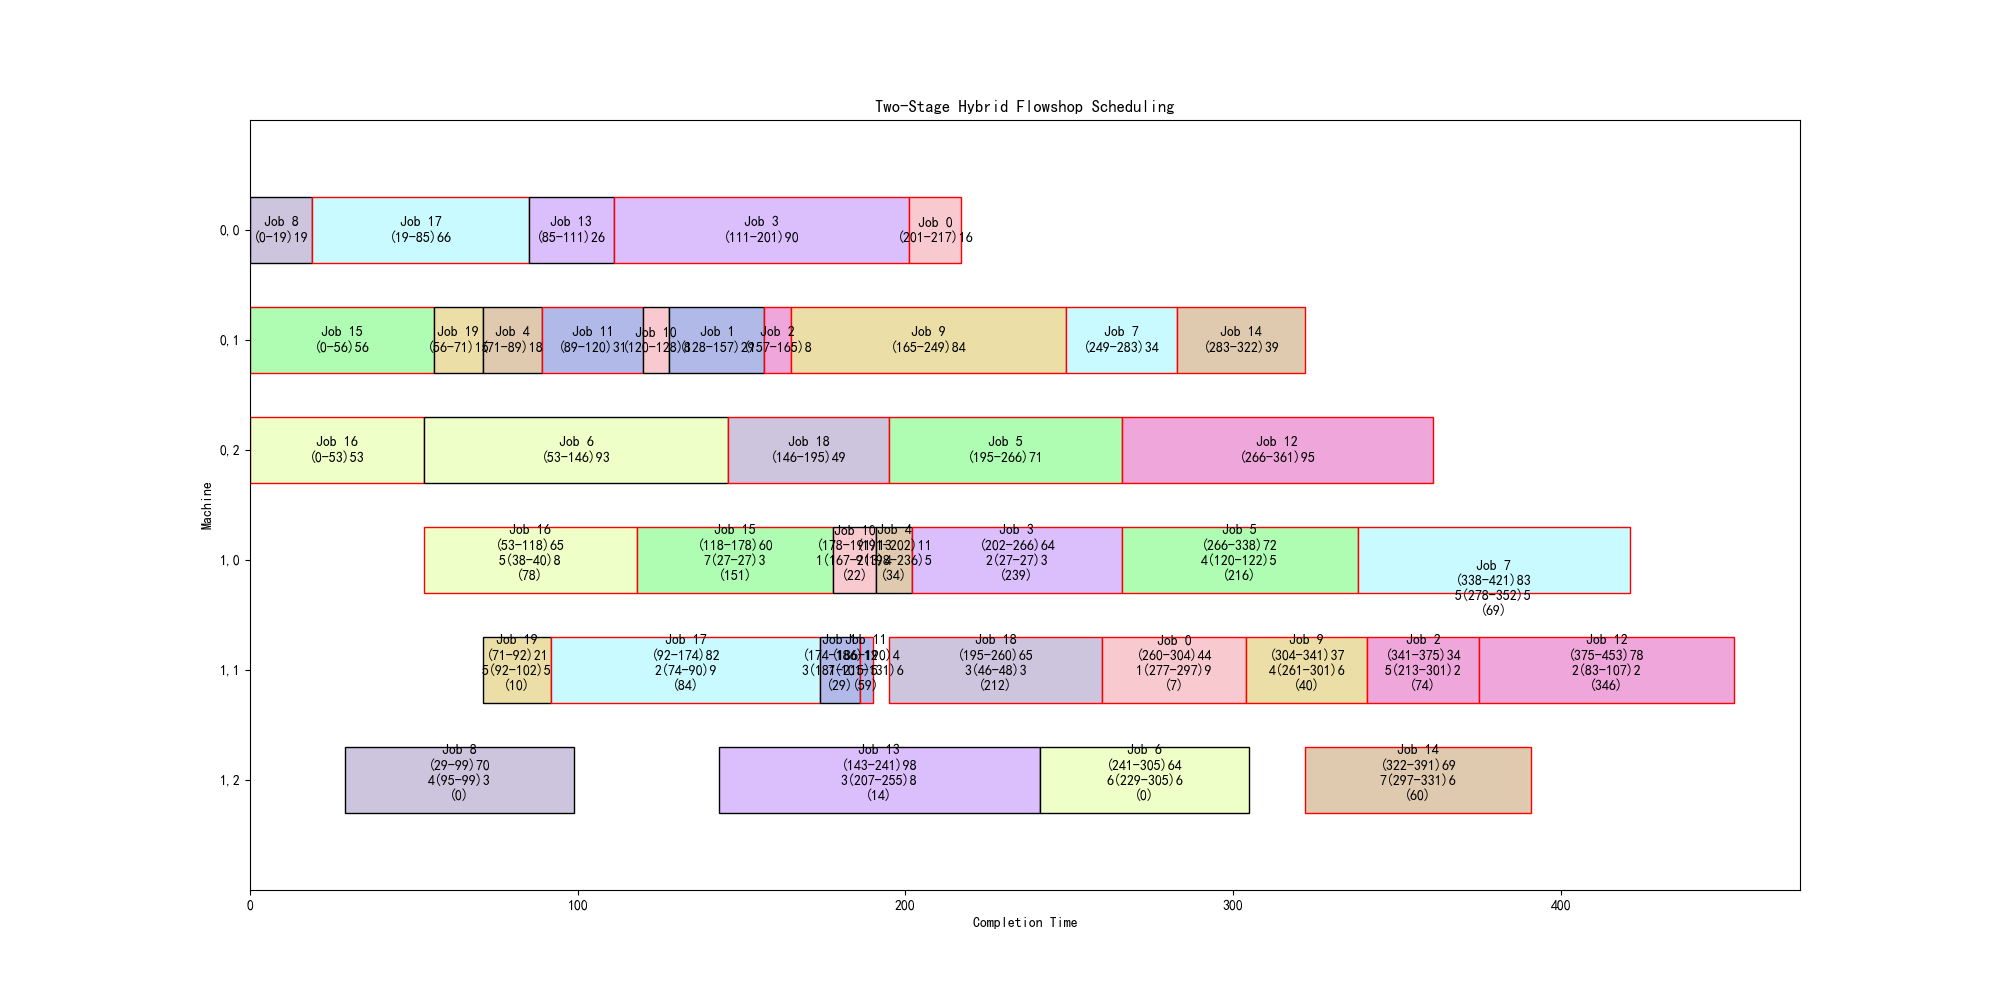 Two-Stage Hybrid Flowshop Scheduling
0,0
Job 8
(0-19)19
Job 17
(19-85)66
Job 13
(85-111)26
Job 3
(111-201)90
Job 0
(201-217)16
0,1
Job 15
(0-56)56
Job 19
(56-71)15
Job 4
(71-89)18
Job 11
(89-120)31
Job 10
(120-128)8
Job 1
(128-157)29
Job 2
(157-165)8
Job 9
(165-249)84
Job 7
(249-283)34
Job 14
(283-322)39
0,2
Job 16
(0-53)53
Job 6
(53-146)93
Job 18
(146-195)49
Job 5
(195-266)71
Job 12
(266-361)95
Machine
1,0
Job 16
(53-118)65
5(38-40)8
(78)
Job 15
(118-178)60
7(27-27)3
(151)
Job 10
(178-191)13
(22)
Job 4
(191-202)11
(34)
Job 3
(202-266)64
2(27-27)3
(239)
Job 5
(266-338)72
4(120-122)5
(216)
Job 7
(338-421)83
5(278-352)5
(69)
1,1
Job 19
(71-92)21
5(92-102)5
(10)
Job 17
(92-174)82
2(74-90)9
(84)
Job 1
(174-186)12
(29)
Job 11
(186-190)4
(59)
Job 18
(195-260)65
3(46-48)3
(212)
Job 0
(260-304)44
1(277-297)9
(7)
Job 9
(304-341)37
4(261-301)6
(40)
Job 2
(341-375)34
5(213-301)2
(74)
Job 12
(375-453)78
2(83-107)2
(346)
1,2
Job 8
(29-99)70
4(95-99)3
(0)
Job 13
(143-241)98
3(207-255)8
(14)
Job 6
(241-305)64
6(229-305)6
(0)
Job 14
(322-391)69
7(297-331)6
(60)
0
100
200
300
400
Completion Time